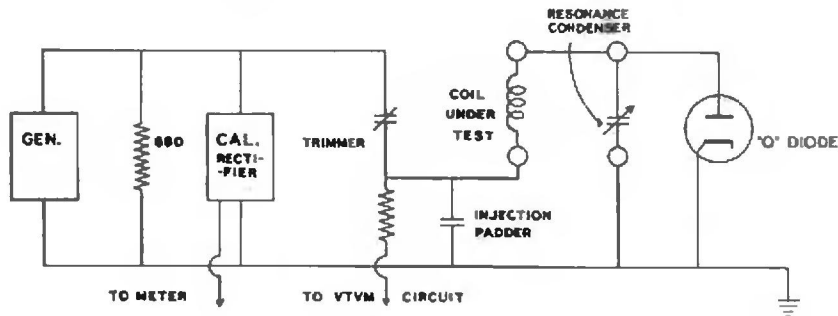 RESONANCE
CONDENSER
GEN.
680
CAL.
RECTI-
-FIER
TRIMMER
COIL
UNDER
TEST
"Q" DIODE
INJECTION
PADDER
TO METER
TO VTVM CIRCUIT